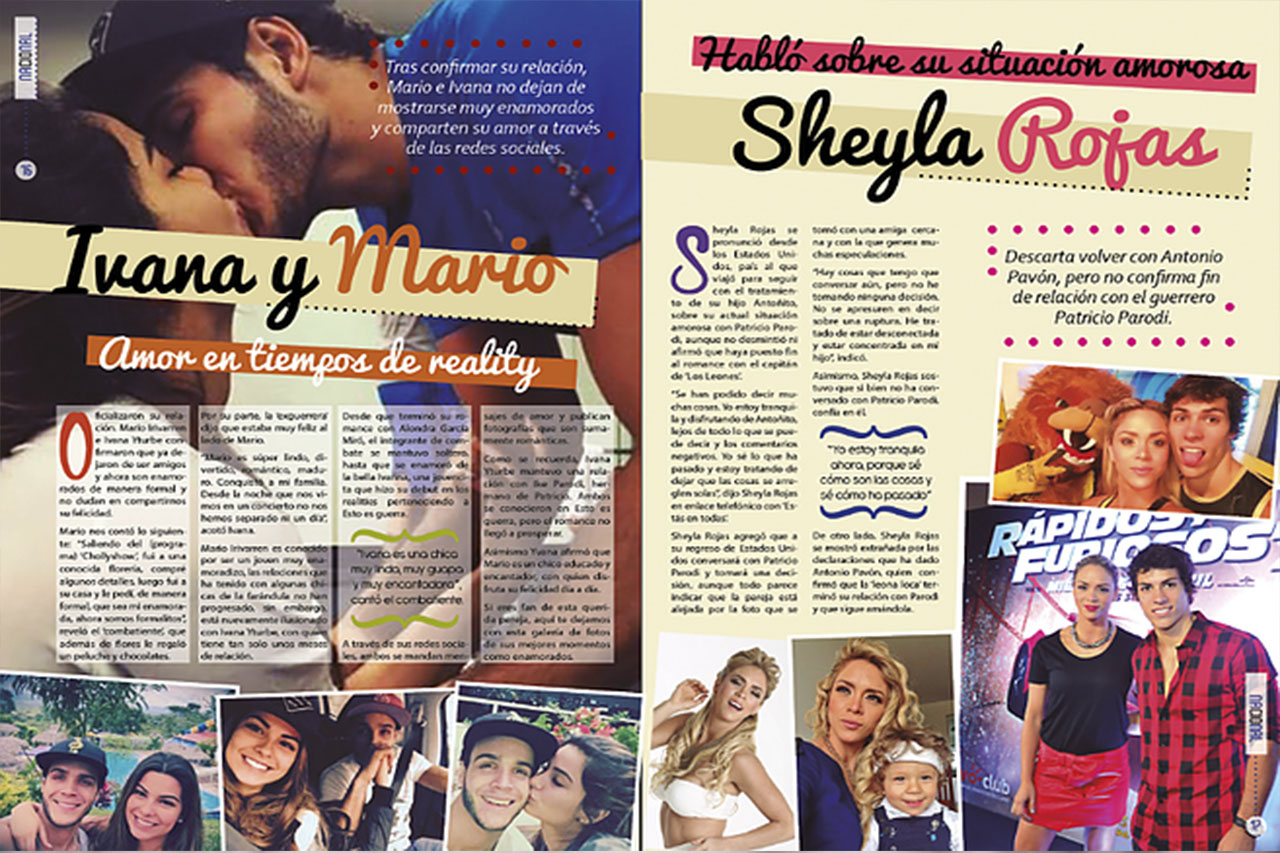 NACIONAL
16
Tras confirmar su relación,
Mario e Ivana no dejan de
mostrarse muy enamorados
y comparten su amor a través
de las redes sociales.
Ivana y Mario
Amor en tiempos de reality
Oficializaron su rela-
ción. Mario Irivarren
e Ivana Yturbe con-
firmaron que ya de-
jaron de ser amigos
y ahora son enamo-
rados de manera formal y
no dudan en compartirnos
su felicidad.
Mario nos contó lo siguien-
te: "Saliendo del (progra-
ma) 'Chollyshow', fui a una
conocida florería, compré
algunos detalles, luego fui a
su casa y le pedí, de manera
formal, que sea mi enamora-
da, ahora somos formalitos",
reveló el 'combatiente', que
además de flores le regaló
un peluche y chocolates.
Por su parte, la 'exguerrera'
dijo que estaba muy feliz al
lado de Mario.
"Mario es súper lindo, di-
vertido, romántico, madu-
ro. Conquistó a mi familia.
Desde la noche que nos vi-
mos en un concierto no nos
hemos separado ni un día",
acotó Ivana.
Mario Irivarren es conocido
por ser un joven muy ena-
moradizo, las relaciones que
ha tenido con algunas chi-
cas de la farándula no han
progresado, sin embargo,
está nuevamente ilusionado
con Ivana Yturbe, con quien
tiene tan solo unos meses
de relación.
Desde que terminó su ro-
mance con Alondra García
Miró, el integrante de com-
bate se mantuvo soltero,
hasta que se enamoró de
la bella Ivanna, una jovenci-
ta que hizo su debut en los
realities perteneciendo a
Esto es guerra.
"Ivana es una chica
muy linda, muy guapa
y muy encantadora",
contó el combatiente.
A través de sus redes socia-
les, ambos se mandan men-
sajes de amor y publican
fotografías que son suma-
mente románticas.
Como se recuerda, Ivana
Yturbe mantuvo una rela-
ción con Ike Parodi, her-
mano de Patricio. Ambos
se conocieron en Esto es
guerra, pero el romance no
llegó a prosperar.
Asimismo Yvana afirmó que
Mario es un chico educado y
encantador, con quien dis-
fruta su felicidad día a día.
Si eres fan de esta queri-
da pareja, aquí te dejamos
con esta galería de fotos
de sus mejores momentos
como enamorados.
Habló sobre su situación amorosa
Sheyla Rojas
Sheyla Rojas se
pronunció desde
los Estados Uni-
dos, país al que
viajó para seguir
con el tratamien-
to de su hijo Antoñito,
sobre su actual situación
amorosa con Patricio Paro-
di, aunque no desmintió ni
afirmó que haya puesto fin
al romance con el capitán
de 'Los Leones'.
"Se han podido decir mu-
chas cosas. Yo estoy tranqui-
la y disfrutando de Antoñito,
lejos de todo lo que se pue-
de decir y los comentarios
negativos. Yo sé lo que ha
pasado y estoy tratando de
dejar que las cosas se arre-
glen solas", dijo Sheyla Rojas
en enlace telefónico con 'Es-
tás en todas'.
Sheyla Rojas agregó que a
su regreso de Estados Uni-
dos conversará con Patricio
Parodi y tomará una deci-
sión, aunque todo parece
indicar que la pareja está
alejada por la foto que se
tomó con una amiga cerca-
na y con la que genera mu-
chas especulaciones.
"Hay cosas que tengo que
conversar aún, pero no he
tomando ninguna decisión.
No se apresuren en decir
sobre una ruptura. He tra-
tado de estar desconectada
y estar concentrada en mi
hijo", indicó.
Asimismo, Sheyla Rojas sos-
tuvo que si bien no ha con-
versado con Patricio Parodi,
confía en él.
"Yo estoy tranquila
ahora, porque sé
cómo son las cosas y
sé cómo ha pasado"
De otro lado, Sheyla Rojas
se mostró extrañada por las
declaraciones que ha dado
Antonio Pavón, quien con-
firmó que la 'leona loca' ter-
minó su relación con Parodi
y que sigue amándola.
Descarta volver con Antonio
Pavón, pero no confirma fin
de relación con el guerrero
Patricio Parodi.
RÁPIDOS Y
FURIOSOS
club
NACIONAL
17